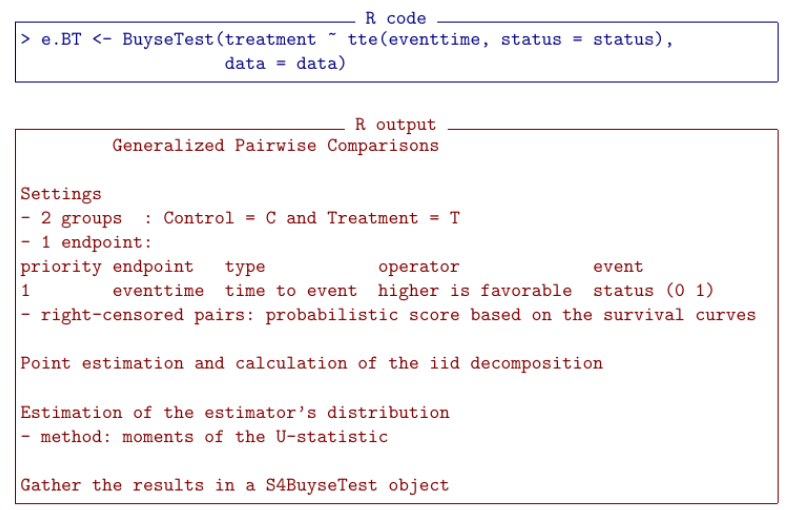 R code
> e.BT <- BuyseTest(treatment ~ tte(eventtime, status = status),
data = data)
R output
Generalized Pairwise Comparisons
Settings
- 2 groups : Control = C and Treatment = T
- 1 endpoint:
priority endpoint type operator event
1 eventtime time to event higher is favorable status (0 1)
- right-censored pairs: probabilistic score based on the survival curves
Point estimation and calculation of the iid decomposition
Estimation of the estimator's distribution
- method: moments of the U-statistic
Gather the results in a S4BuyseTest object